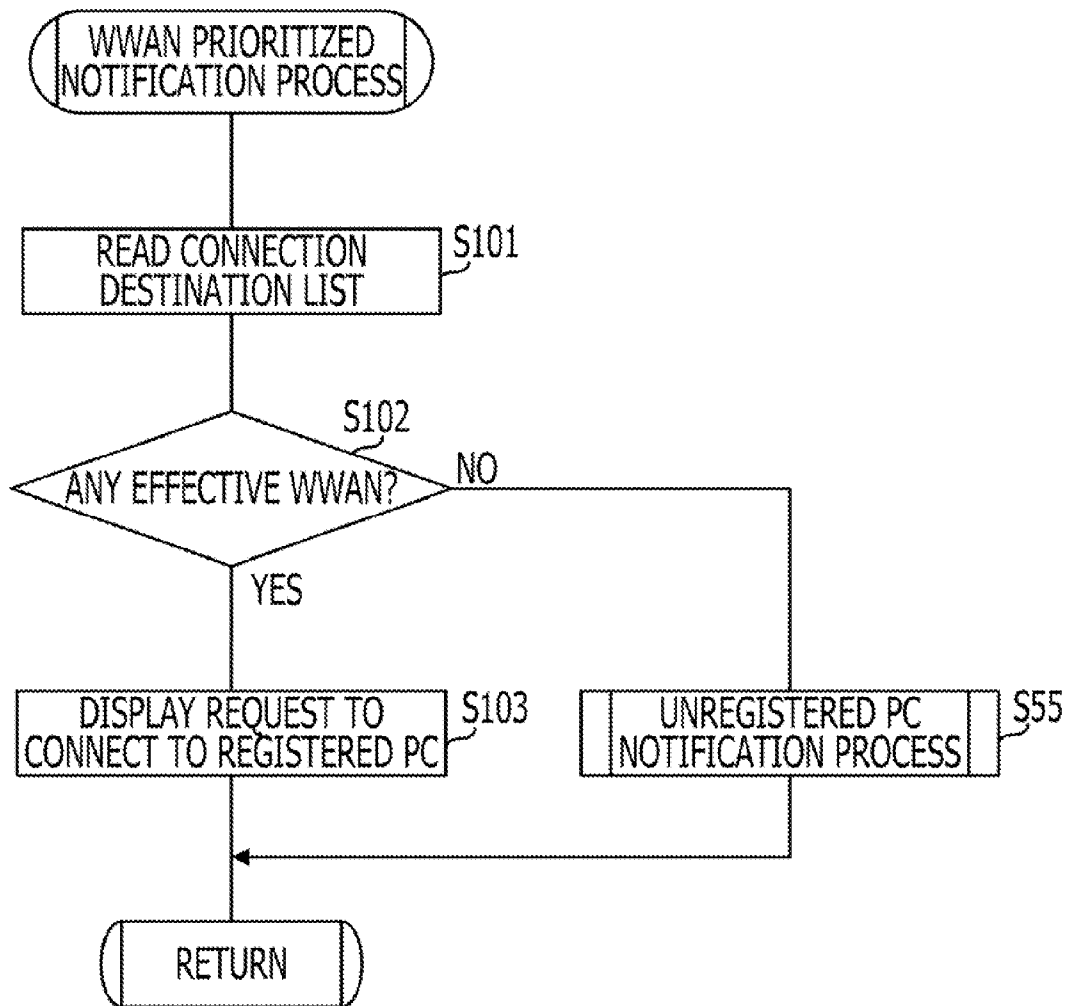 WWAN PRIORITIZED
NOTIFICATION PROCESS
READ CONNECTION
DESTINATION LIST
S101
S102
ANY EFFECTIVE WWAN?
NO
YES
DISPLAY REQUEST TO
CONNECT TO REGISTERED PC
S103
UNREGISTERED PC
NOTIFICATION PROCESS
S55
RETURN